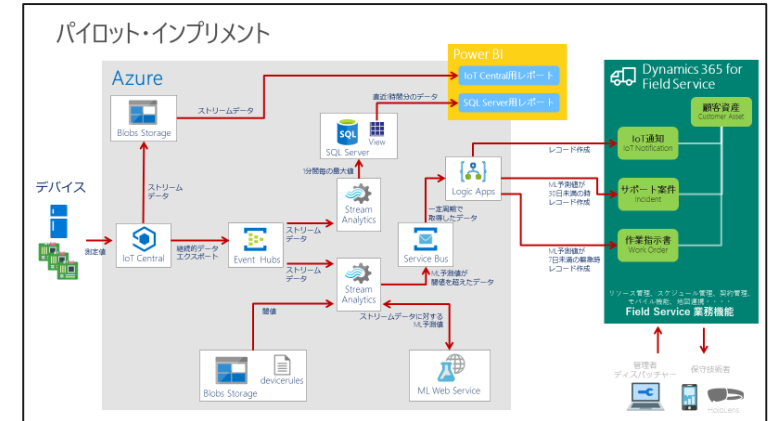 パイロット・インプリメント
Azure
Power BI
IoT Central用レポート
SQL Server用レポート
Dynamics 365 for
Field Service
顧客資産
Customer Asset
Blobs Storage
ストリームデータ
直近1時間分のデータ
SQL
View
SQL Server
IoT通知
IoT Notification
レコード作成
1分間毎の最大値
Logic Apps
ML予測値が
30日未満の時
レコード作成
サポート案件
Incident
デバイス
ストリーム
データ
Stream
Analytics
一定周期で
取得したデータ
測定値
IoT Central
継続的データ
エクスポート
Event Hubs
ストリーム
データ
Service Bus
作業指示書
Work Order
ML予測値が
7日未満の緊急時
レコード作成
ストリーム
データ
Stream
Analytics
ML予測値が
閾値を超えたデータ
リソース管理、スケジュール管理、契約管理、
モバイル機能、地図連携・・・・
Field Service 業務機能
閾値
ストリームデータに対する
ML予測値
Blobs Storage
devicerules
ML Web Service
管理者
ディスパッチャー
保守技術者
HoloLens